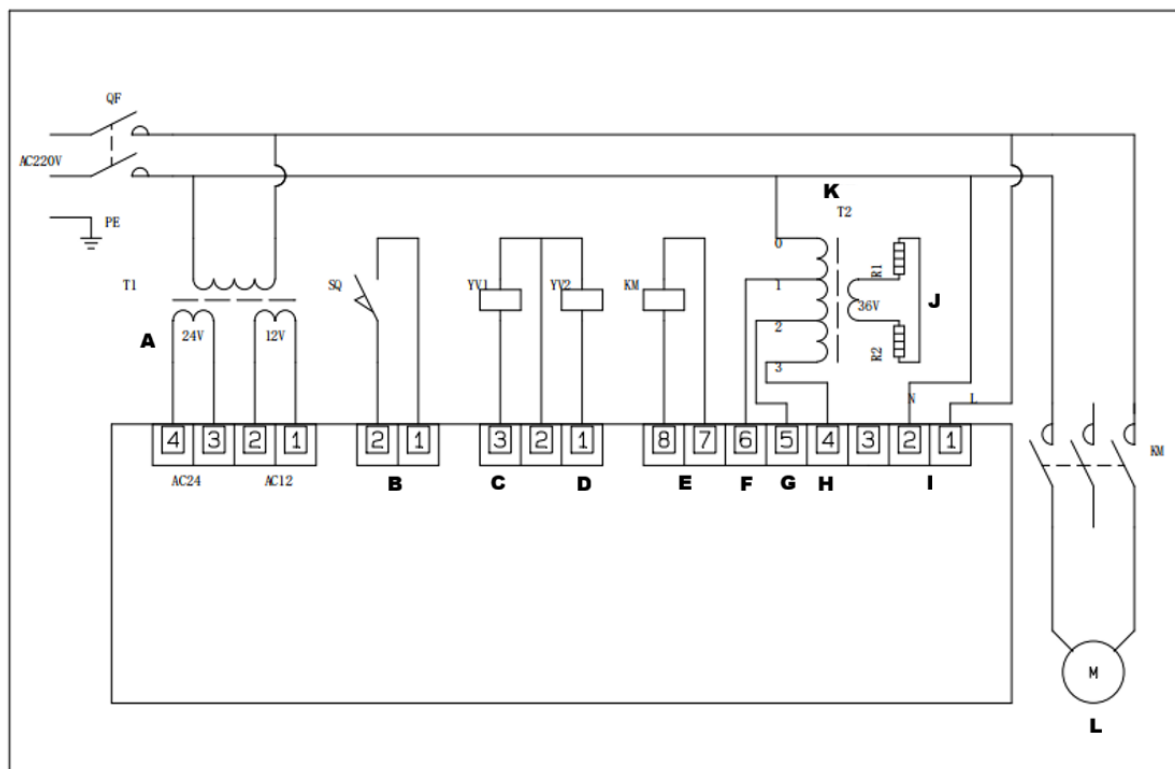 QF
AC220V
K
T2
PE
0
T1
SQ
YV1
YV2
KM
1
R1
36V
J
A
24V
12V
2
R2
3
N
L
4 3 2 1
2 1
3 2 1
8 7 6 5 4 3 2 1
KM
AC24
AC12
B
C
D
E
F
G
H
I
M
L